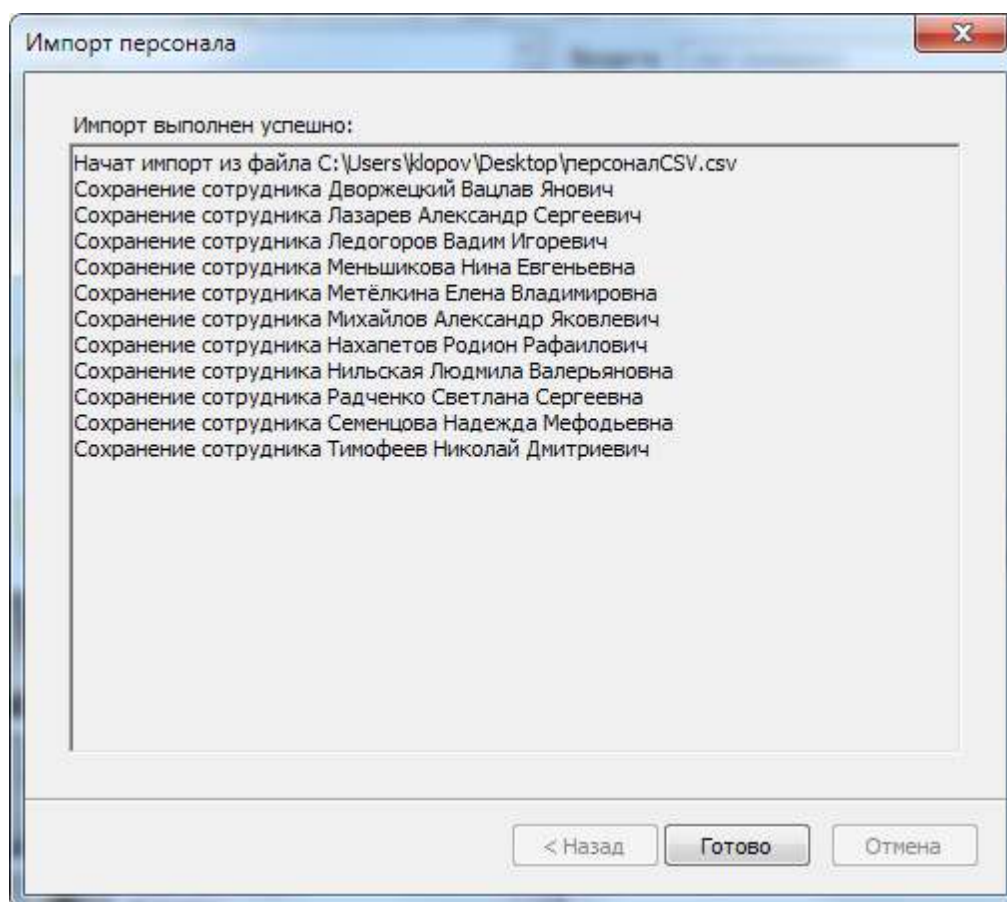 Импорт персонала
Импорт выполнен успешно:
Начат импорт из файла C:\Users\klopov\Desktop\персоналCSV.csv
Сохранение сотрудника Дворжецкий Вацлав Янович
Сохранение сотрудника Лазарев Александр Сергеевич
Сохранение сотрудника Ледогоров Вадим Игоревич
Сохранение сотрудника Меньшикова Нина Евгеньевна
Сохранение сотрудника Метёлкина Елена Владимировна
Сохранение сотрудника Михайлов Александр Яковлевич
Сохранение сотрудника Нахапетов Родион Рафаилович
Сохранение сотрудника Нильская Людмила Валерьяновна
Сохранение сотрудника Радченко Светлана Сергеевна
Сохранение сотрудника Семенцова Надежда Мефодьевна
Сохранение сотрудника Тимофеев Николай Дмитриевич
< Назад Готово Отмена